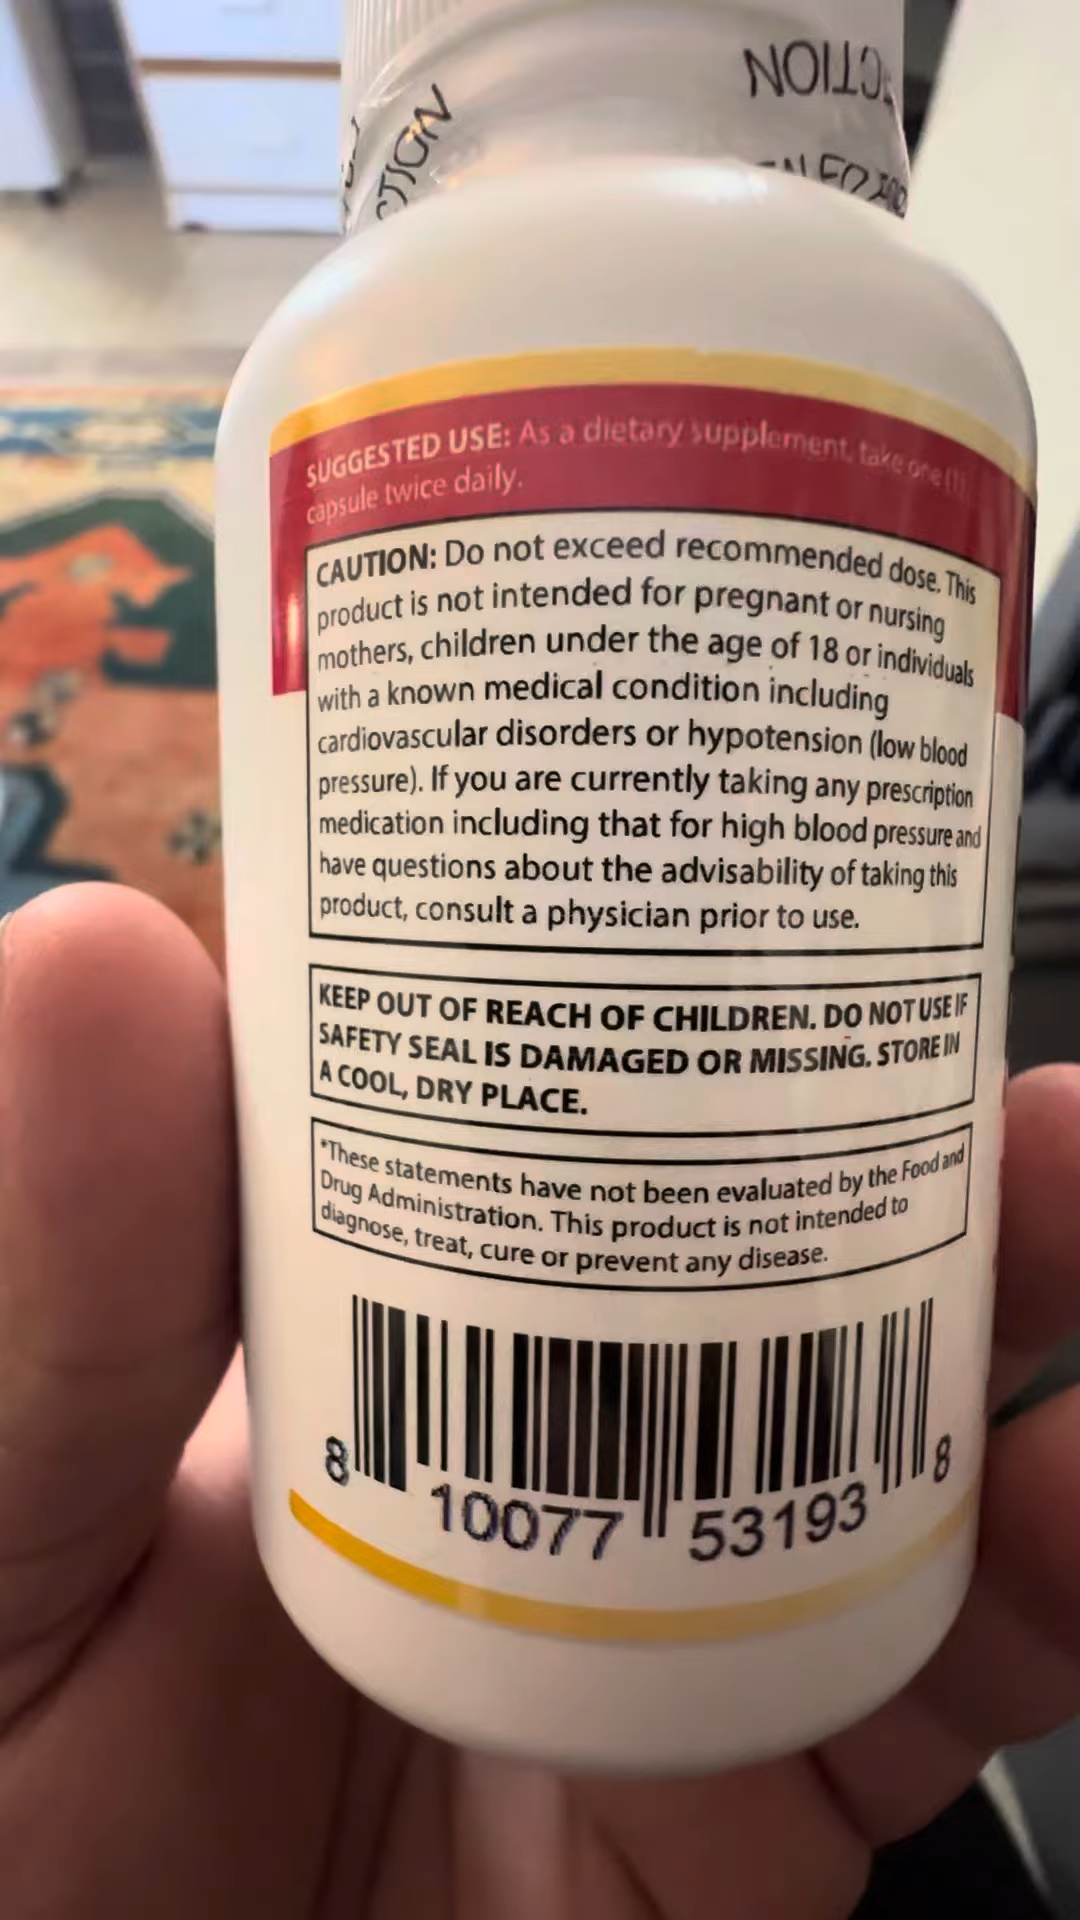 CTION
CTION
SUGGESTED USE: As a dietary supplement, take one (1)
capsule twice daily.
CAUTION: Do not exceed recommended dose. This
product is not intended for pregnant or nursing
mothers, children under the age of 18 or individuals
with a known medical condition including
cardiovascular disorders or hypotension (low blood
pressure). If you are currently taking any prescription
medication including that for high blood pressure and
have questions about the advisability of taking this
product, consult a physician prior to use.
KEEP OUT OF REACH OF CHILDREN. DO NOT USE IF
SAFETY SEAL IS DAMAGED OR MISSING. STORE IN
A COOL, DRY PLACE.
*These statements have not been evaluated by the Food and
Drug Administration. This product is not intended to
diagnose, treat, cure or prevent any disease.
8 10077 53193 8